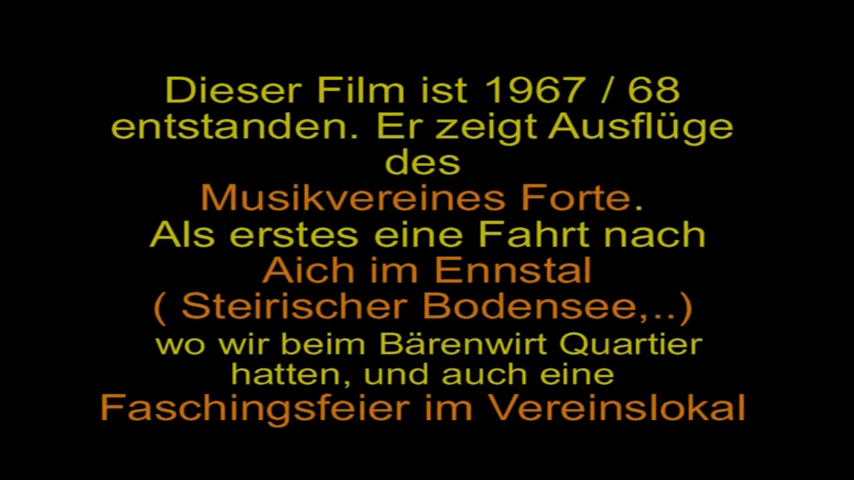 Dieser Film ist 1967 / 68
entstanden. Er zeigt Ausflüge
des
Musikvereines Forte.
Als erstes eine Fahrt nach
Aich im Ennstal
( Steirischer Bodensee,..)
wo wir beim Bärenwirt Quartier
hatten, und auch eine
Faschingsfeier im Vereinslokal